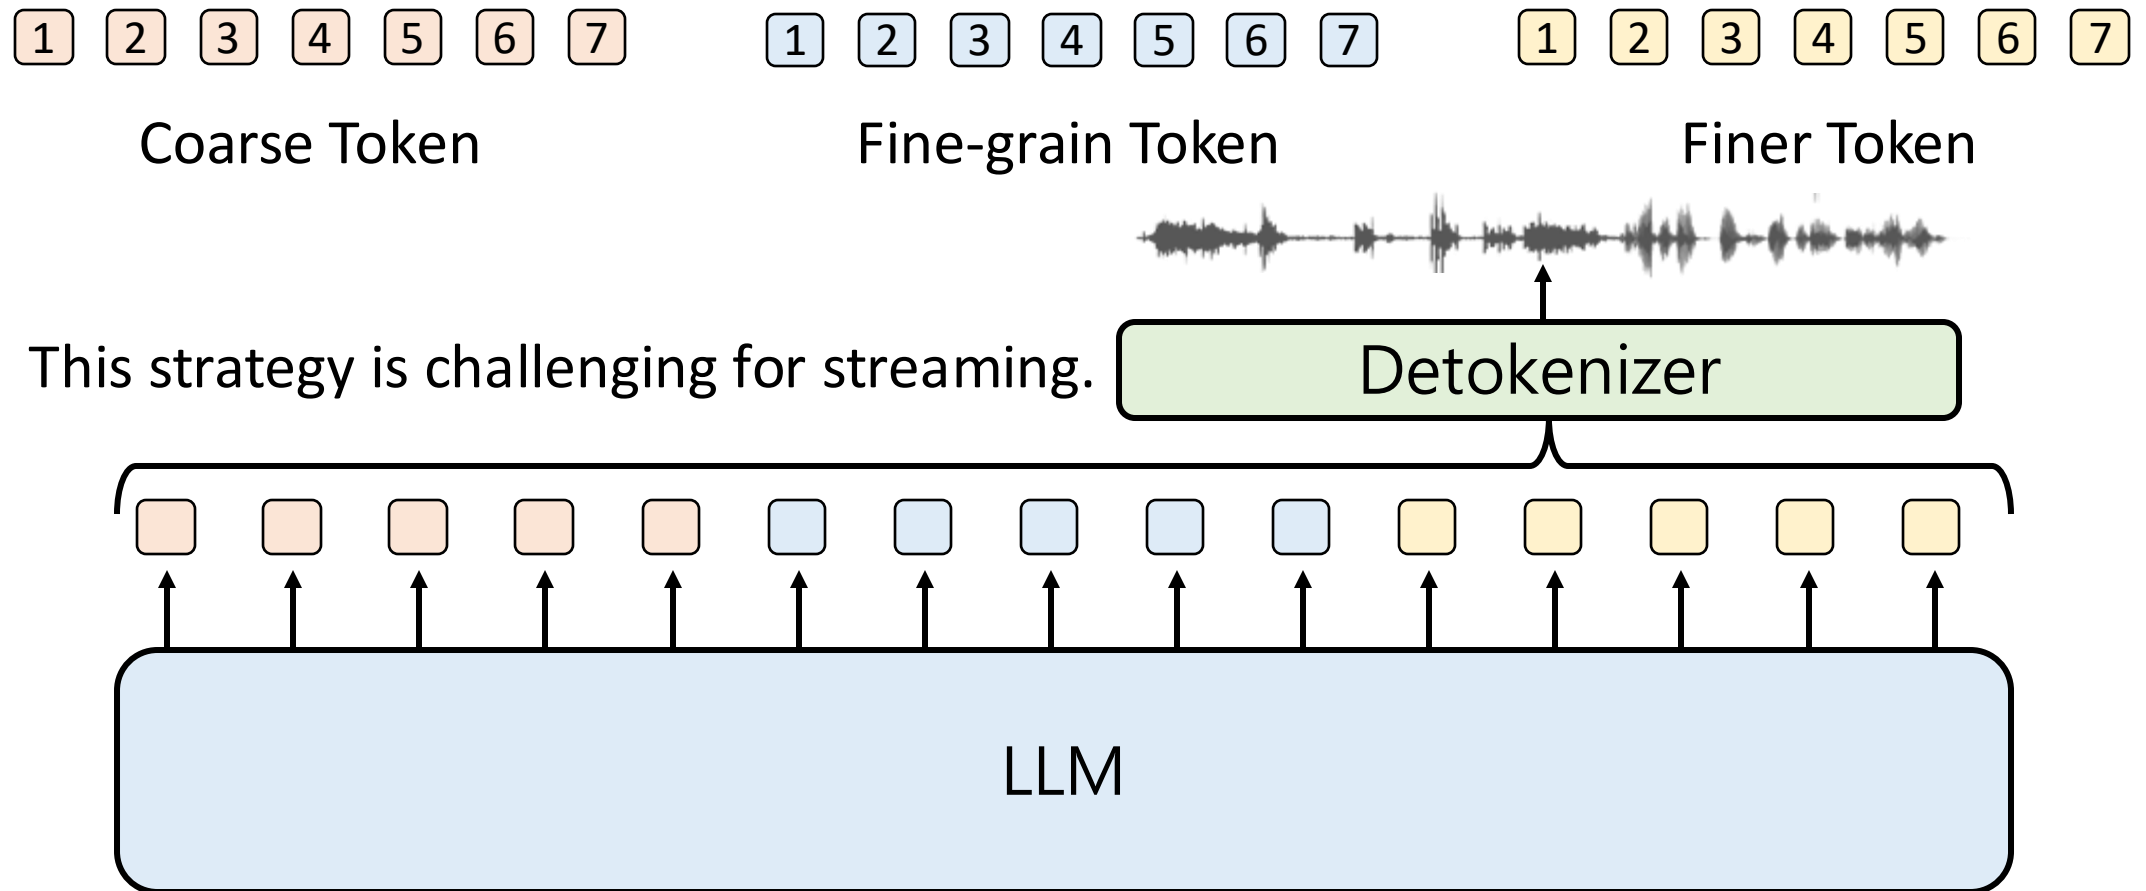 1 2 3 4 5 6 7 1 2 3 4 5 6 7 1 2 3 4 5 6 7
Coarse Token Fine-grain Token Finer Token
This strategy is challenging for streaming. Detokenizer
LLM